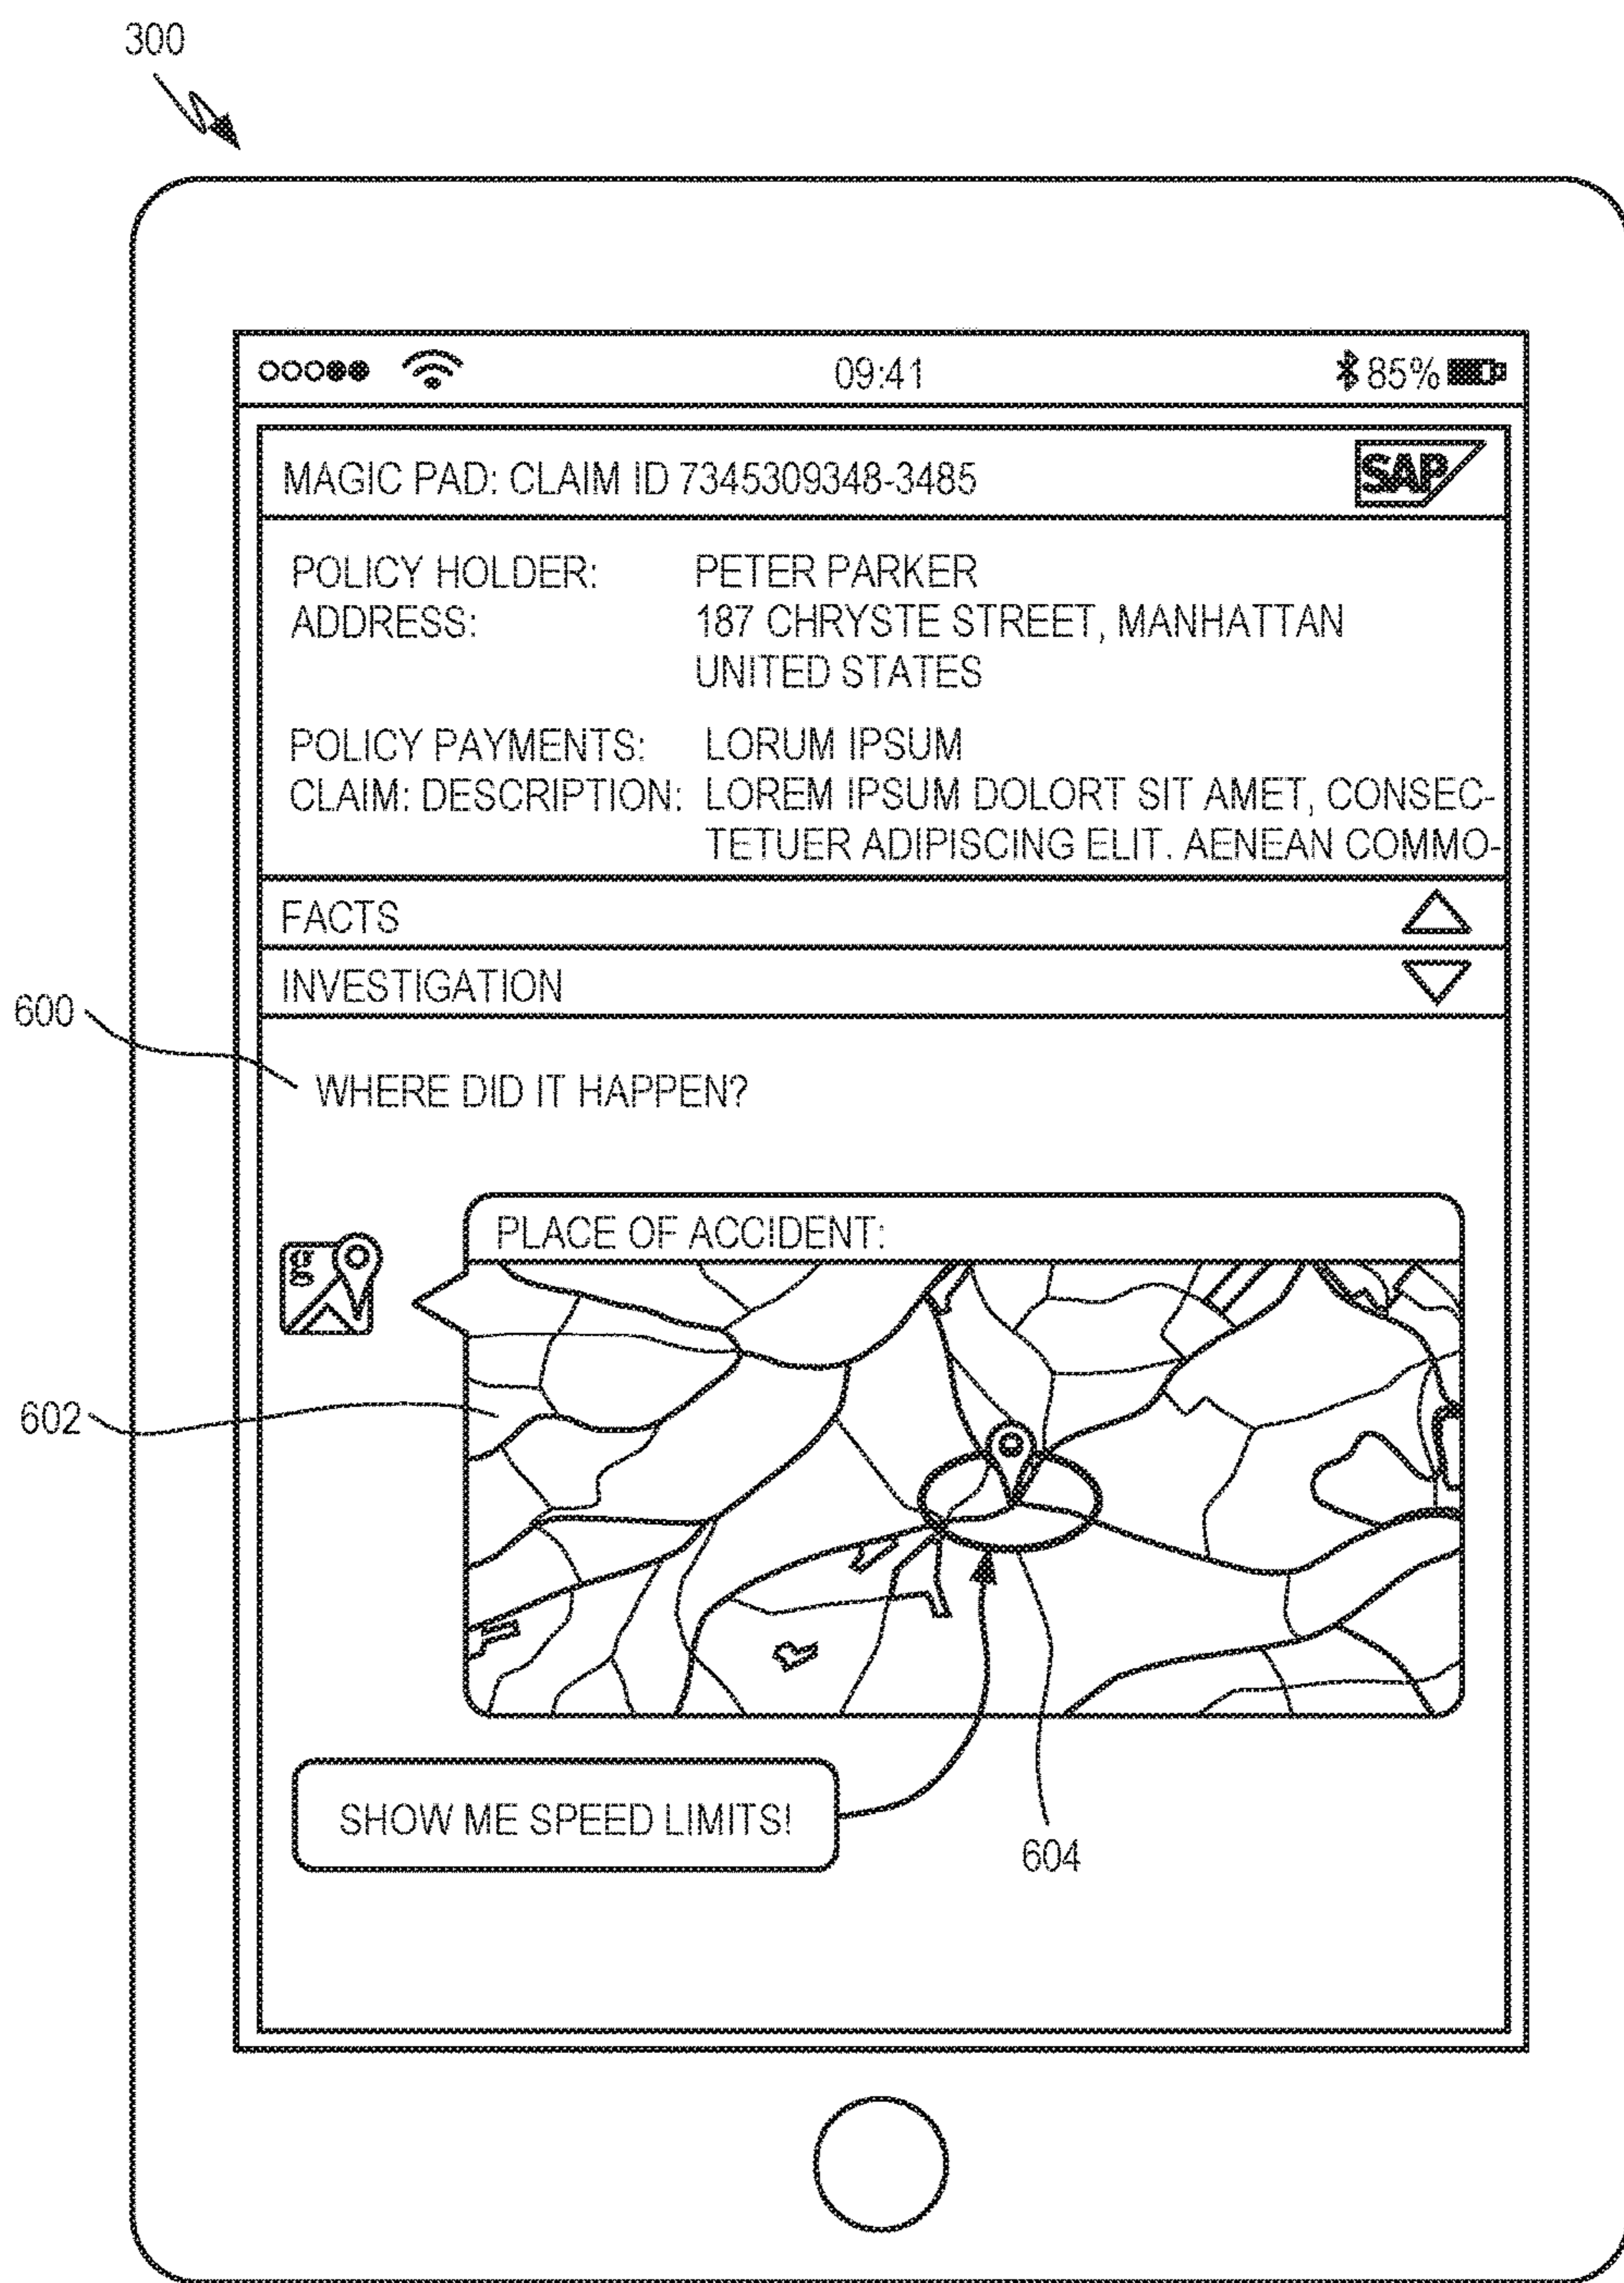 300
09:41
85%
MAGIC PAD: CLAIM ID 7345309348-3485
SAP
POLICY HOLDER: PETER PARKER
ADDRESS: 187 CHRYSTE STREET, MANHATTAN
UNITED STATES
POLICY PAYMENTS: LORUM IPSUM
CLAIM: DESCRIPTION: LOREM IPSUM DOLORT SIT AMET, CONSEC-
TETUER ADIPISCING ELIT. AENEAN COMMO-
FACTS
INVESTIGATION
600
WHERE DID IT HAPPEN?
PLACE OF ACCIDENT:
g
602
SHOW ME SPEED LIMITS!
604